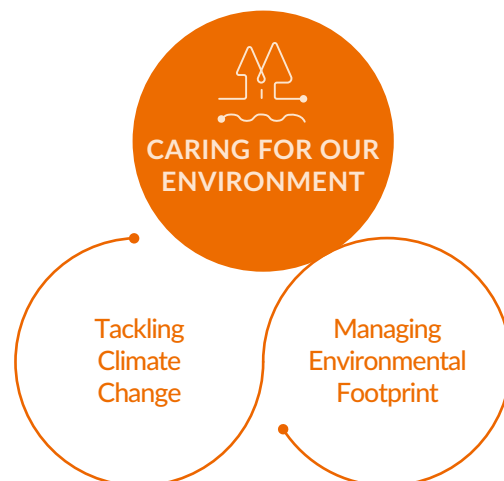 CARING FOR OUR
ENVIRONMENT
Tackling
Climate
Change
Managing
Environmental
Footprint